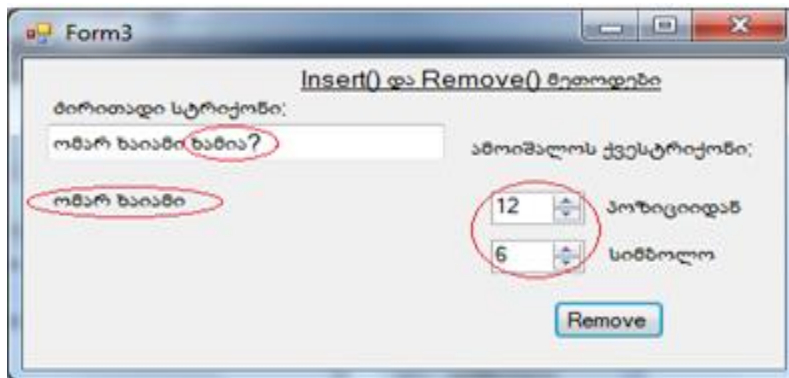 Form3
Insert() და Remove() მეთოდები
ძირითადი სტრიქონი;
ომარ ხაიამი ხამია?
ამოიშალოს ქვესტრიქონი;
ომარ ხაიამი
12 პოზიციიდან
6 სიმბოლო
Remove